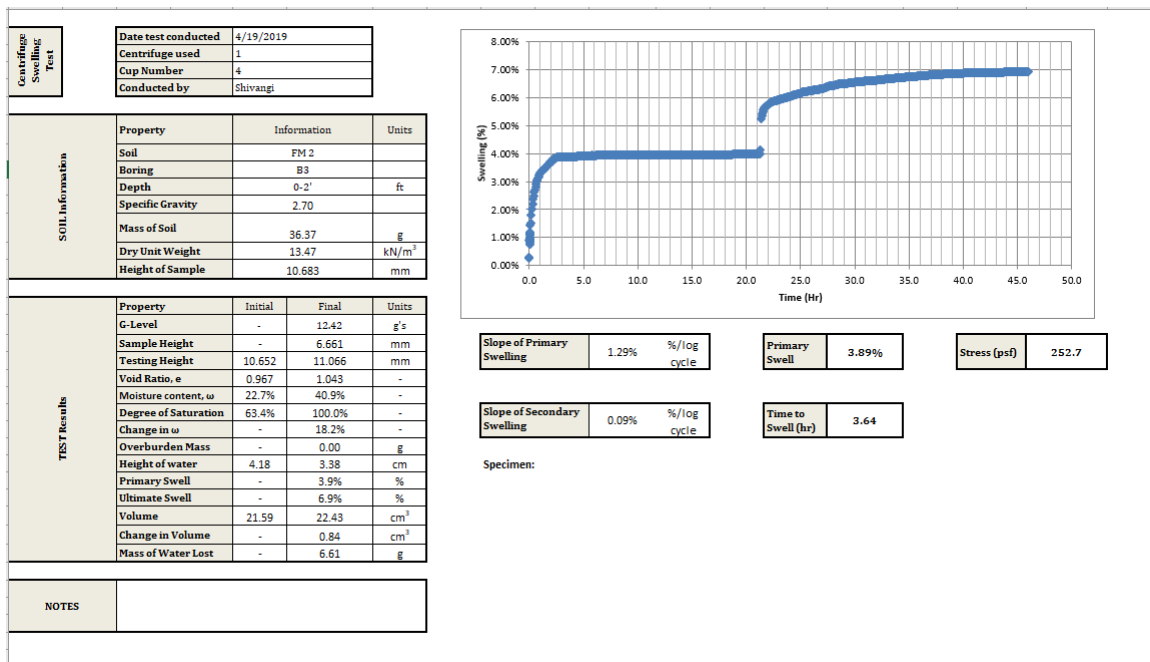 Centrifuge
Swelling
Test
Date test conducted 4/19/2019
Centrifuge used 1
Cup Number 4
Conducted by Shivangi
SOIL Information
Property Information Units
Soil FM 2
Boring B3
Depth 0-2' ft
Specific Gravity 2.70
Mass of Soil 36.37 g
Dry Unit Weight 13.47 kN/m³
Height of Sample 10.683 mm
TEST Results
Property Initial Final Units
G-Level - 12.42 g's
Sample Height - 6.661 mm
Testing Height 10.652 11.066 mm
Void Ratio, e 0.967 1.043 -
Moisture content, ω 22.7% 40.9% -
Degree of Saturation 63.4% 100.0% -
Change in ω - 18.2% -
Overburden Mass - 0.00 g
Height of water 4.18 3.38 cm
Primary Swell - 3.9% %
Ultimate Swell - 6.9% %
Volume 21.59 22.43 cm³
Change in Volume - 0.84 cm³
Mass of Water Lost - 6.61 g
NOTES
Swelling (%)
8.00%
7.00%
6.00%
5.00%
4.00%
3.00%
2.00%
1.00%
0.00%
0.0 5.0 10.0 15.0 20.0 25.0 30.0 35.0 40.0 45.0 50.0
Time (Hr)
Slope of Primary
Swelling
1.29%
%/log
cycle
Primary
Swell
3.89%
Stress (psf) 252.7
Slope of Secondary
Swelling
0.09%
%/log
cycle
Time to
Swell (hr)
3.64
Specimen: